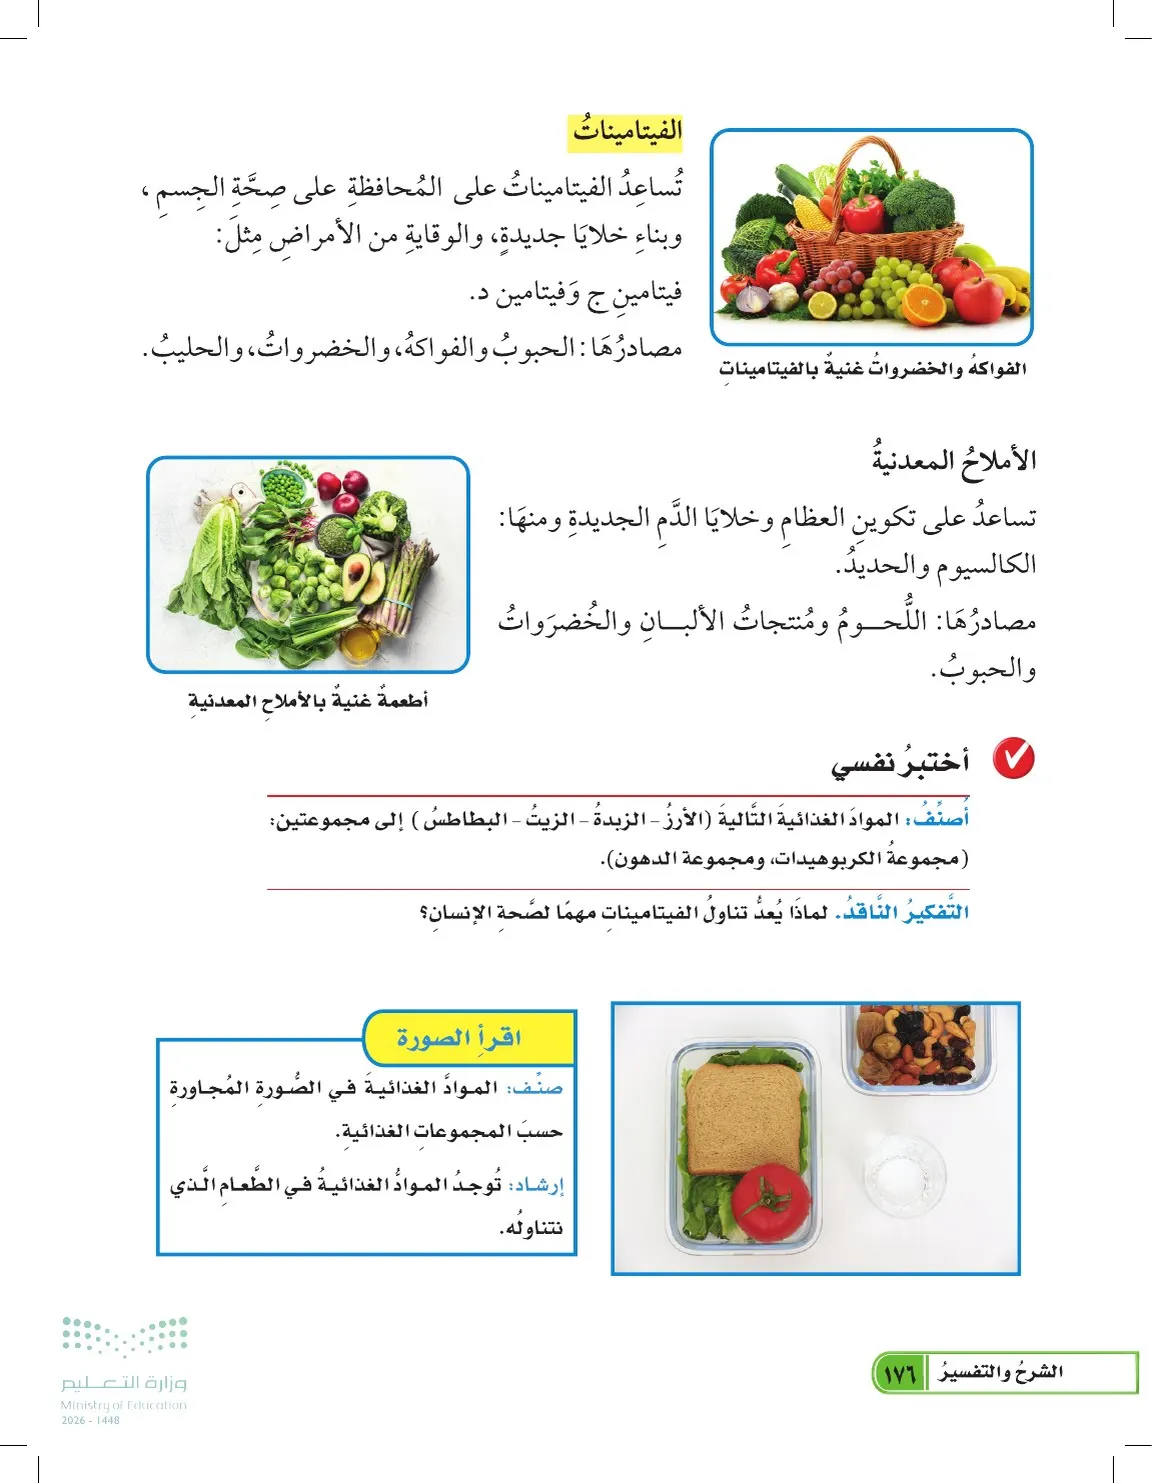 الفيتاميناتُ
تُساعِدُ الفيتاميناتُ على المُحافظةِ على صِحَّةِ الجِسمِ ،
وبناءِ خلايَا جديدةٍ، والوقايةِ من الأمراضِ مِثلَ:
فيتامينِ ج وَفيتامين د.
مصادرُهَا: الحبوبُ والفواكهُ، والخضرواتُ، والحليبُ.
الفواكهُ والخضرواتُ غنيةٌ بالفيتاميناتِ
الأملاحُ المعدنيةُ
تساعدُ على تكوينِ العظامِ وخلايَا الدَّمِ الجديدةِ ومنهَا:
الكالسيوم والحديدُ.
مصادرُهَا: اللُّحـومُ ومُنتجاتُ الألبـانِ والخُضرَواتُ
والحبوبُ.
أطعمةٌ غنيةٌ بالأملاحِ المعدنيةِ
أختبرُ نفسي
أُصنِّفُ: الموادَ الغذائيةَ التَّاليةَ (الأرزُ - الزبدةُ - الزيتُ - البطاطسُ ) إلى مجموعتين:
(مجموعةُ الكربوهيدات، ومجموعة الدهون).
التَّفكيرُ النَّاقدُ. لماذَا يُعدُّ تناولُ الفيتاميناتِ مهمًا لصَّحةِ الإنسانِ؟
اقرأِ الصورة
صنِّف: الموادَّ الغذائيةَ في الصُّورةِ المُجاورةِ
حسبَ المجموعاتِ الغذائيةِ.
إرشاد: تُوجدُ الموادُّ الغذائيةُ في الطَّعامِ الَّذي
نتناولُه.
الشرحُ والتفسيرُ ١٧٦
وزارة التعليم
Ministry of Education
2026 - 1448